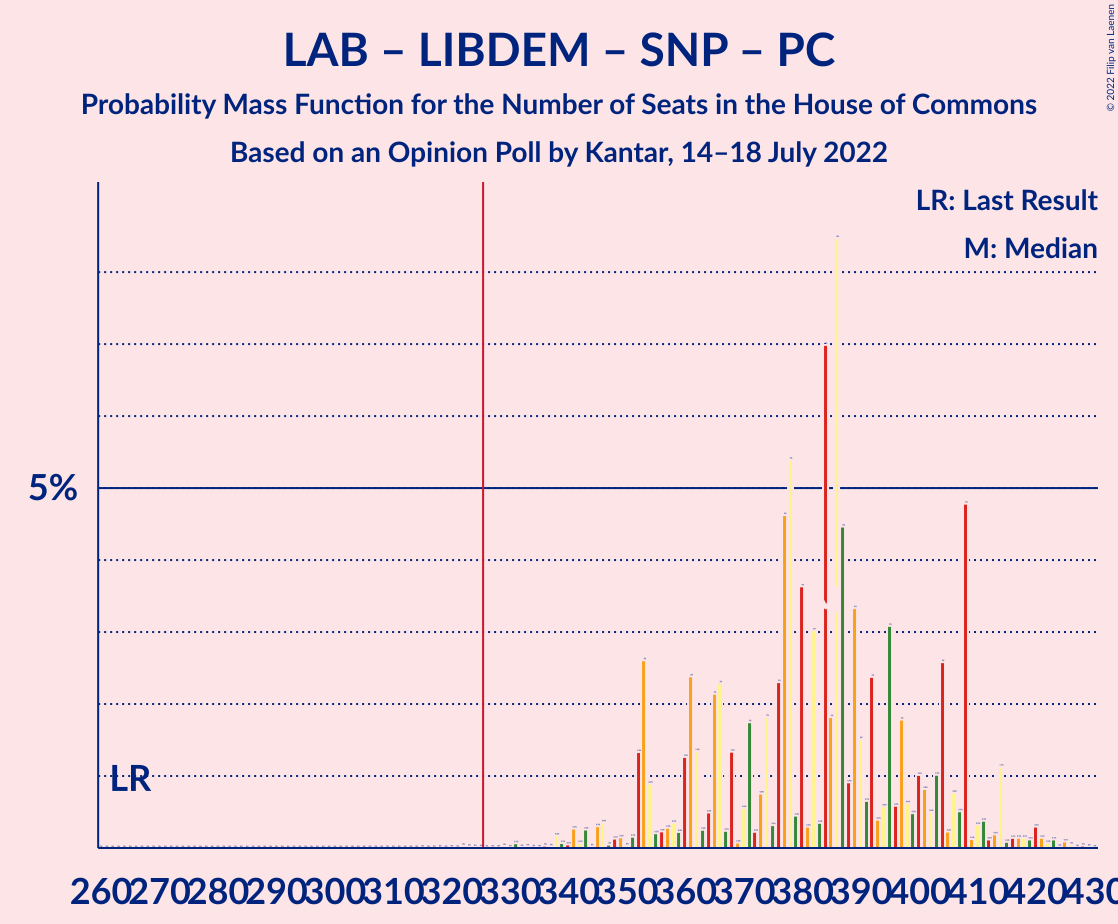 LAB – LIBDEM – SNP – PC
Probability Mass Function for the Number of Seats in the House of Commons
Based on an Opinion Poll by Kantar, 14–18 July 2022
© 2022 Filip van Laenen
LR: Last Result
M: Median
5%
LR
260 270 280 290 300 310 320 330 340 350 360 370 380 390 400 410 420 430